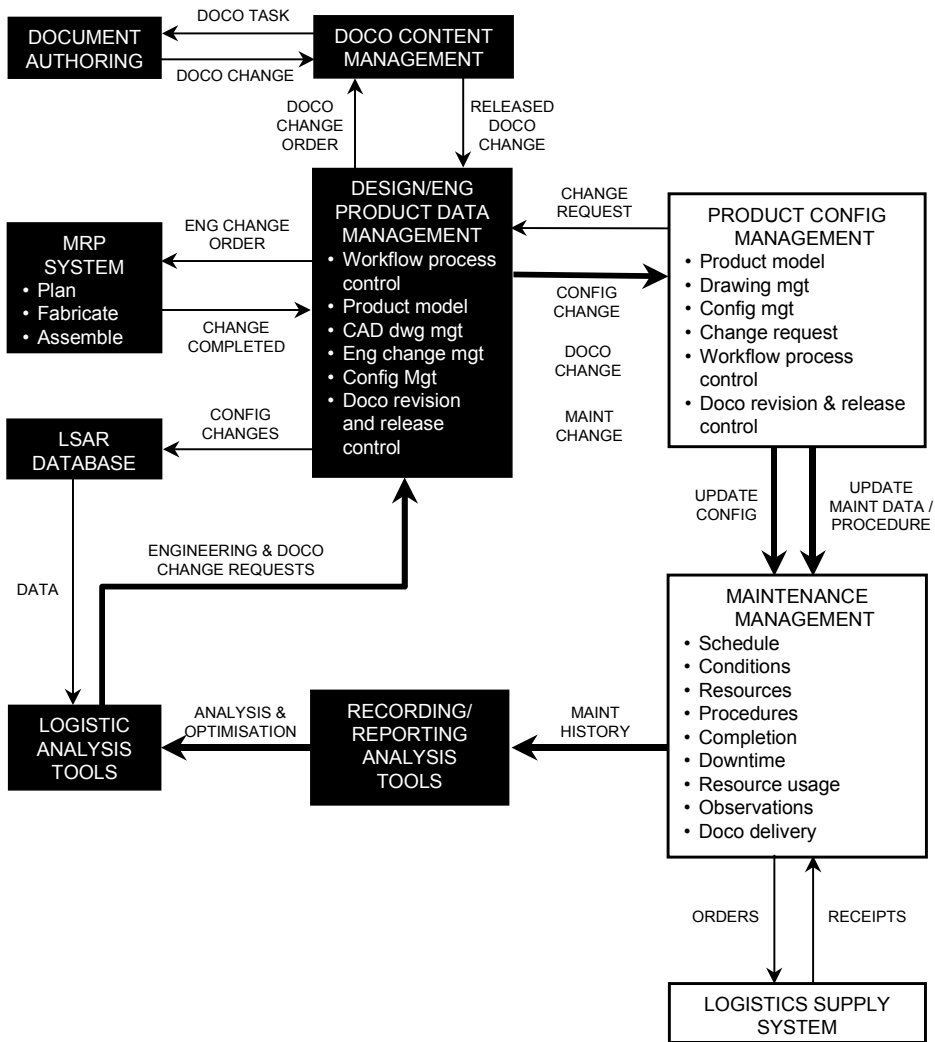 DOCO TASK
DOCUMENT
AUTHORING
DOCO CHANGE
DOCO CONTENT
MANAGEMENT
DOCO
CHANGE
ORDER
RELEASED
DOCO
CHANGE
DESIGN/ENG
PRODUCT DATA
MANAGEMENT
• Workflow process
control
• Product model
• CAD dwg mgt
• Eng change mgt
• Config Mgt
• Doco revision
and release
control
CHANGE
REQUEST
PRODUCT CONFIG
MANAGEMENT
• Product model
• Drawing mgt
• Config mgt
• Change request
• Workflow process
control
• Doco revision & release
control
ENG CHANGE
ORDER
MRP
SYSTEM
• Plan
• Fabricate
• Assemble
CHANGE
COMPLETED
CONFIG
CHANGE
DOCO
CHANGE
MAINT
CHANGE
CONFIG
CHANGES
LSAR
DATABASE
UPDATE
CONFIG
UPDATE
MAINT DATA /
PROCEDURE
ENGINEERING & DOCO
CHANGE REQUESTS
DATA
MAINTENANCE
MANAGEMENT
• Schedule
• Conditions
• Resources
• Procedures
• Completion
• Downtime
• Resource usage
• Observations
• Doco delivery
LOGISTIC
ANALYSIS
TOOLS
ANALYSIS &
OPTIMISATION
RECORDING/
REPORTING
ANALYSIS
TOOLS
MAINT
HISTORY
ORDERS
RECEIPTS
LOGISTICS SUPPLY
SYSTEM